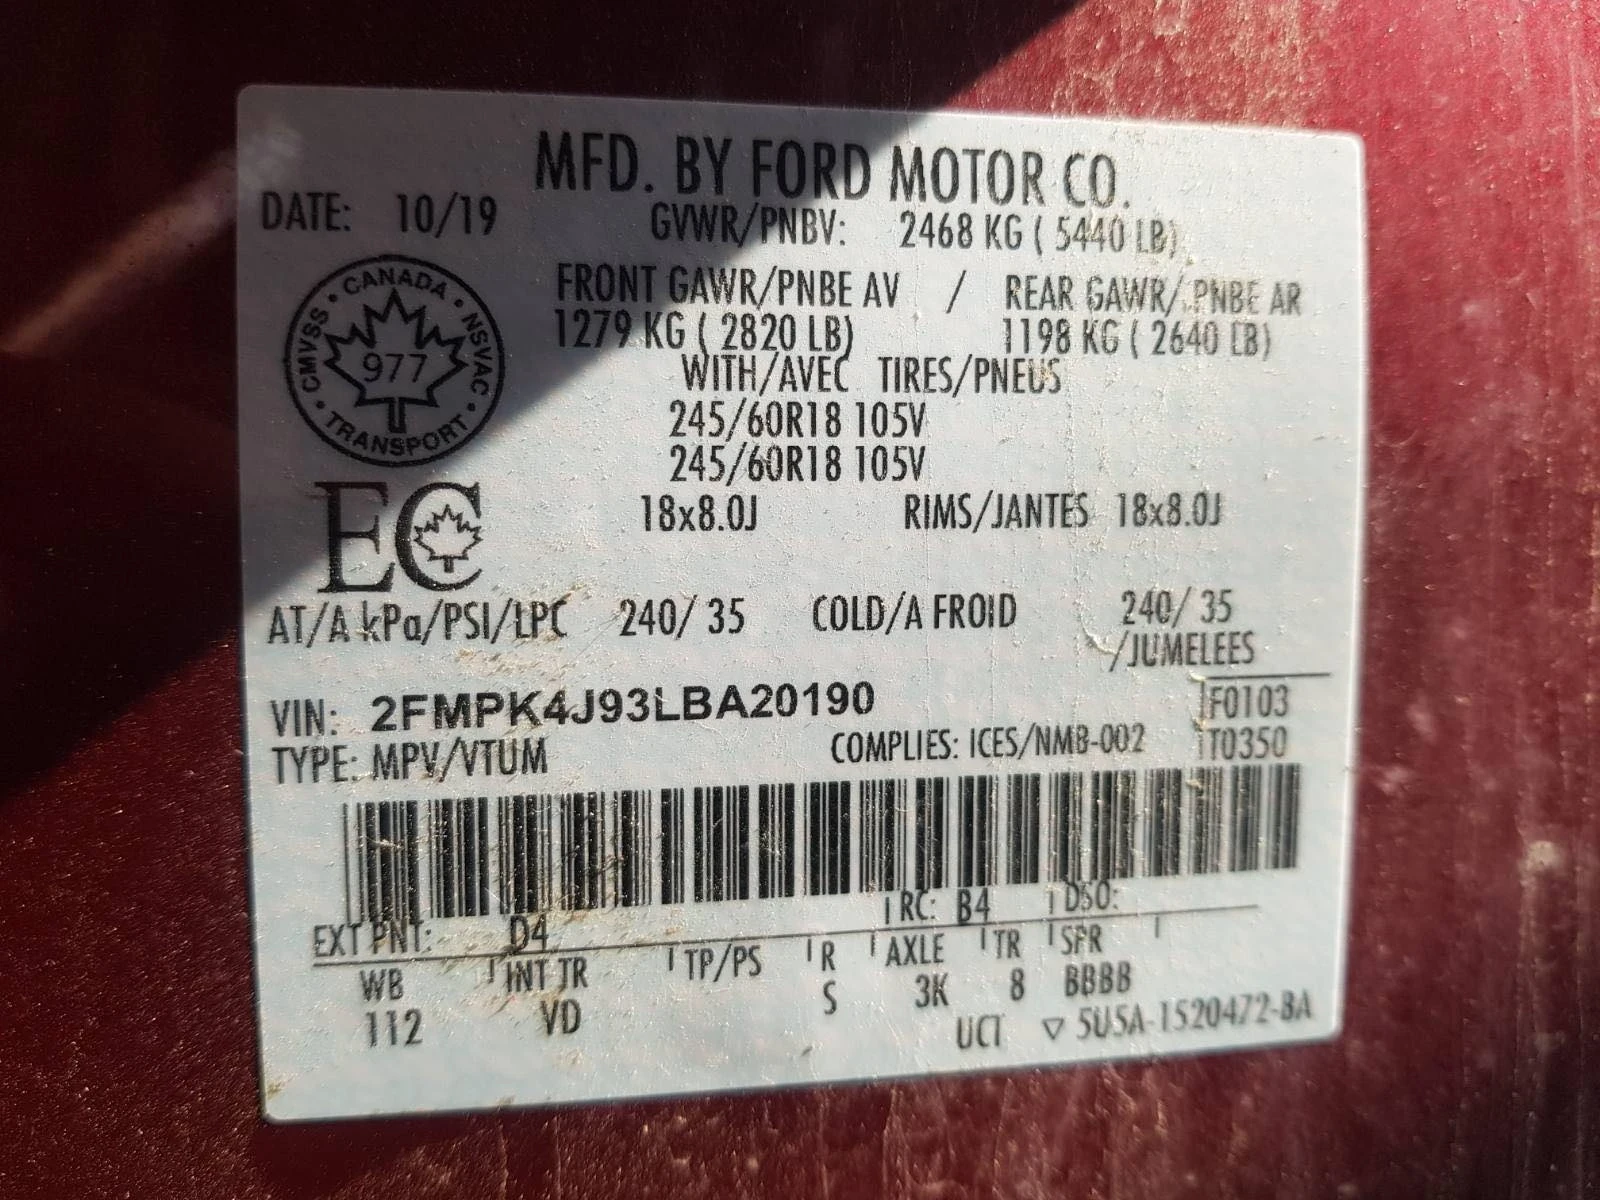 MFD. BY FORD MOTOR CO.
DATE: 10/19
GVWR/PNBV: 2468 KG ( 5440 LB)
CANADA
CMVSS
NSVAC
977
TRANSPORT
FRONT GAWR/PNBE AV / REAR GAWR/ PNBE AR
1279 KG ( 2820 LB) 1198 KG ( 2640 LB)
WITH/AVEC TIRES/PNEUS
245/60R18 105V
245/60R18 105V
EC
18x8.0J RIMS/JANTES 18x8.0J
AT/A kPa/PSI/LPC 240/ 35 COLD/A FROID 240/ 35
/JUMELEES
VIN: 2FMPK4J93LBA20190 F0103
TYPE: MPV/VTUM COMPLIES: ICES/NMB-002 T0350
RC: B4 DSO:
EXT PNT: D4
WB INT TR TP/PS R AXLE TR SPR
112 VD S 3K 8 BBBB
UCT ▽ 5U5A-1520472-BA